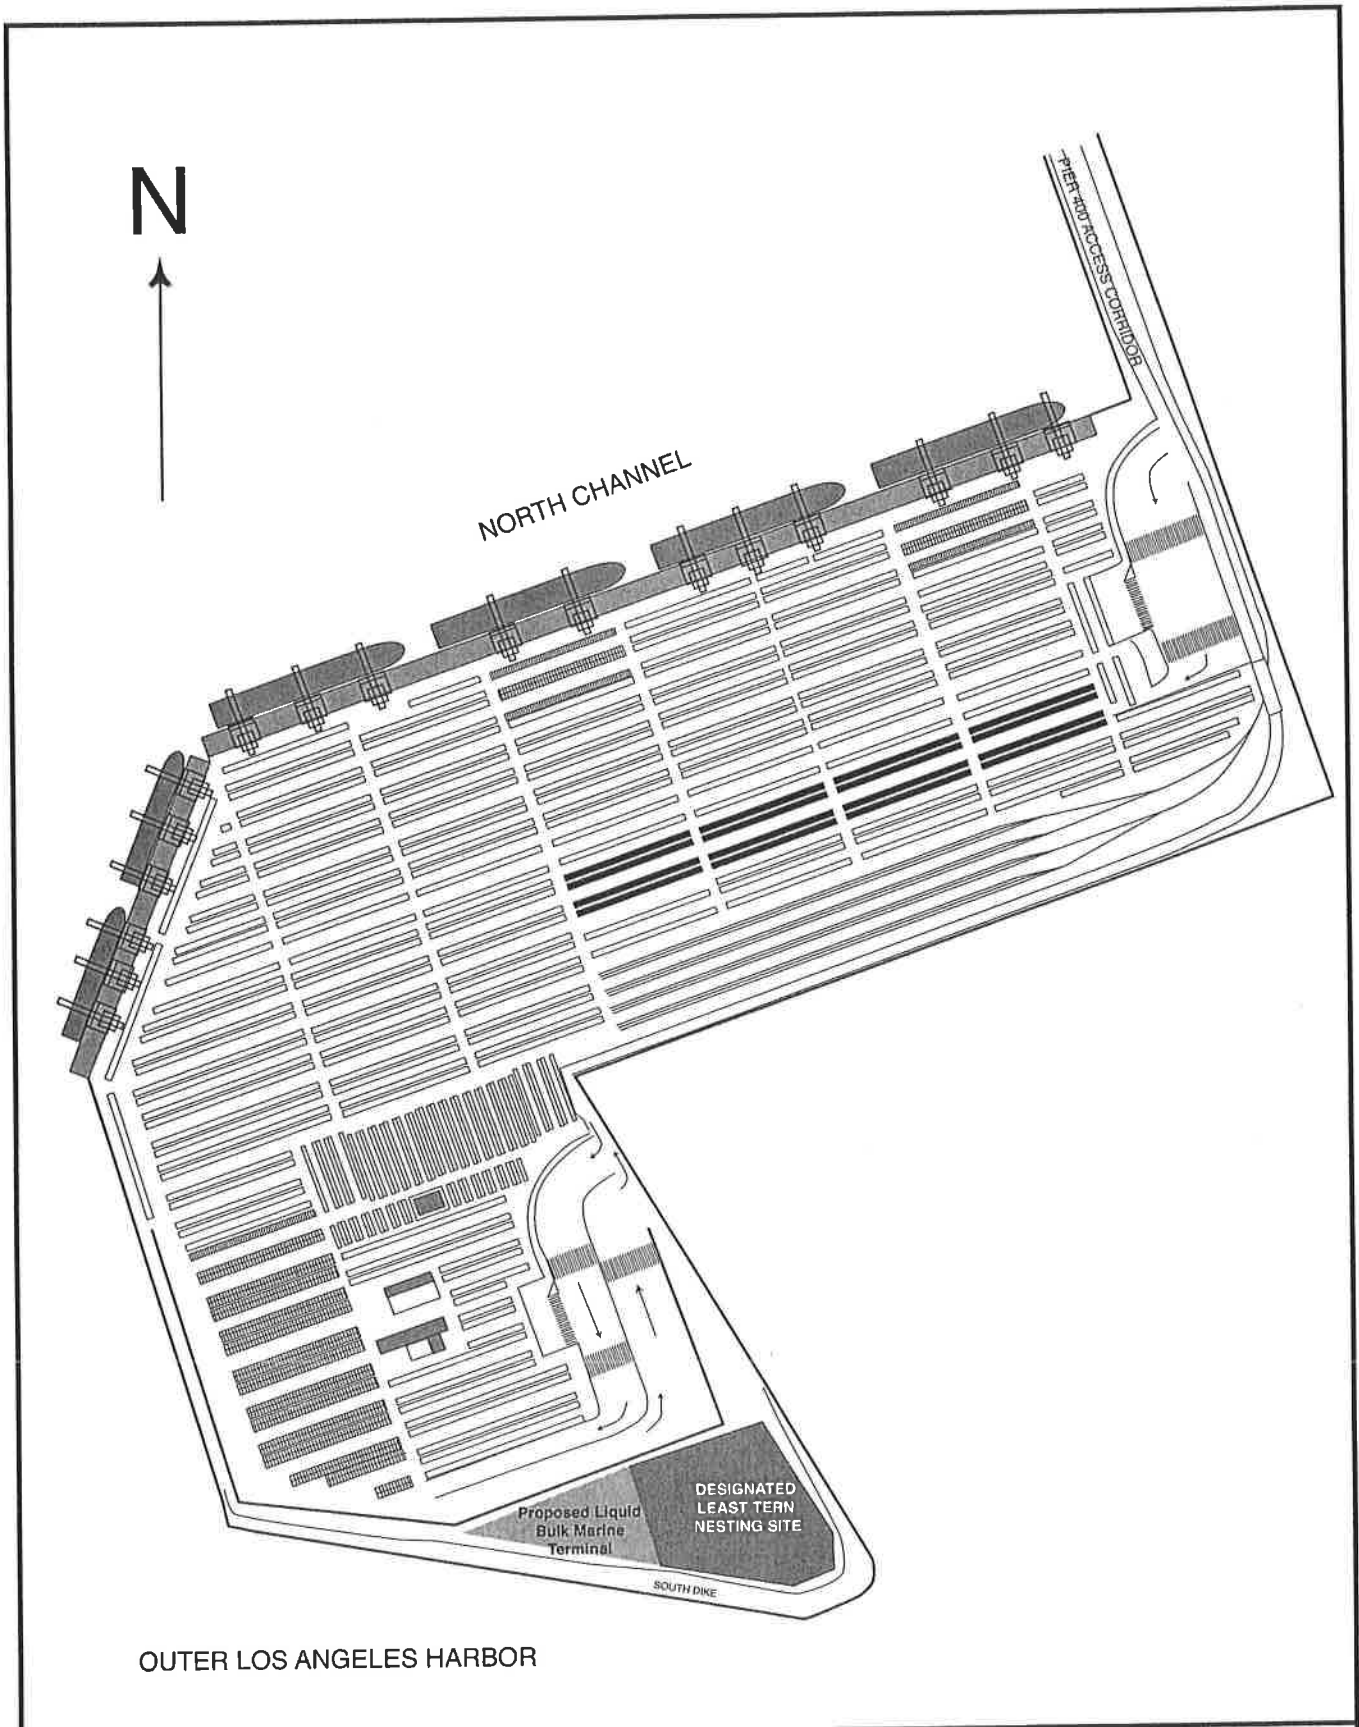 N
PIER 400 ACCESS CORRIDOR
NORTH CHANNEL
DESIGNATED
LEAST TERN
NESTING SITE
Proposed Liquid
Bulk Marine
Terminal
SOUTH DIKE
OUTER LOS ANGELES HARBOR